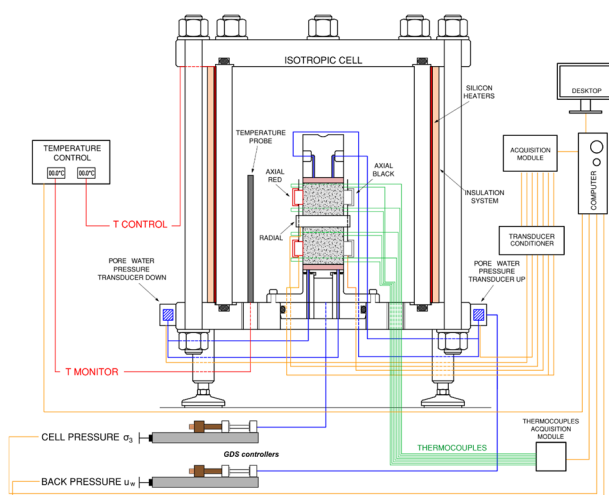 ISOTROPIC CELL
SILICON
HEATERS
DESKTOP
TEMPERATURE
PROBE
TEMPERATURE
CONTROL
00.0°C 00.0°C
AXIAL
RED
AXIAL
BLACK
ACQUISITION
MODULE
COMPUTER
INSULATION
SYSTEM
T CONTROL
RADIAL
TRANSDUCER
CONDITIONER
PORE WATER
PRESSURE
TRANSDUCER DOWN
PORE WATER
PRESSURE
TRANSDUCER UP
T MONITOR
CELL PRESSURE σ3
GDS controllers
THERMOCOUPLES
THERMOCOUPLES
ACQUISITION
MODULE
BACK PRESSURE uw